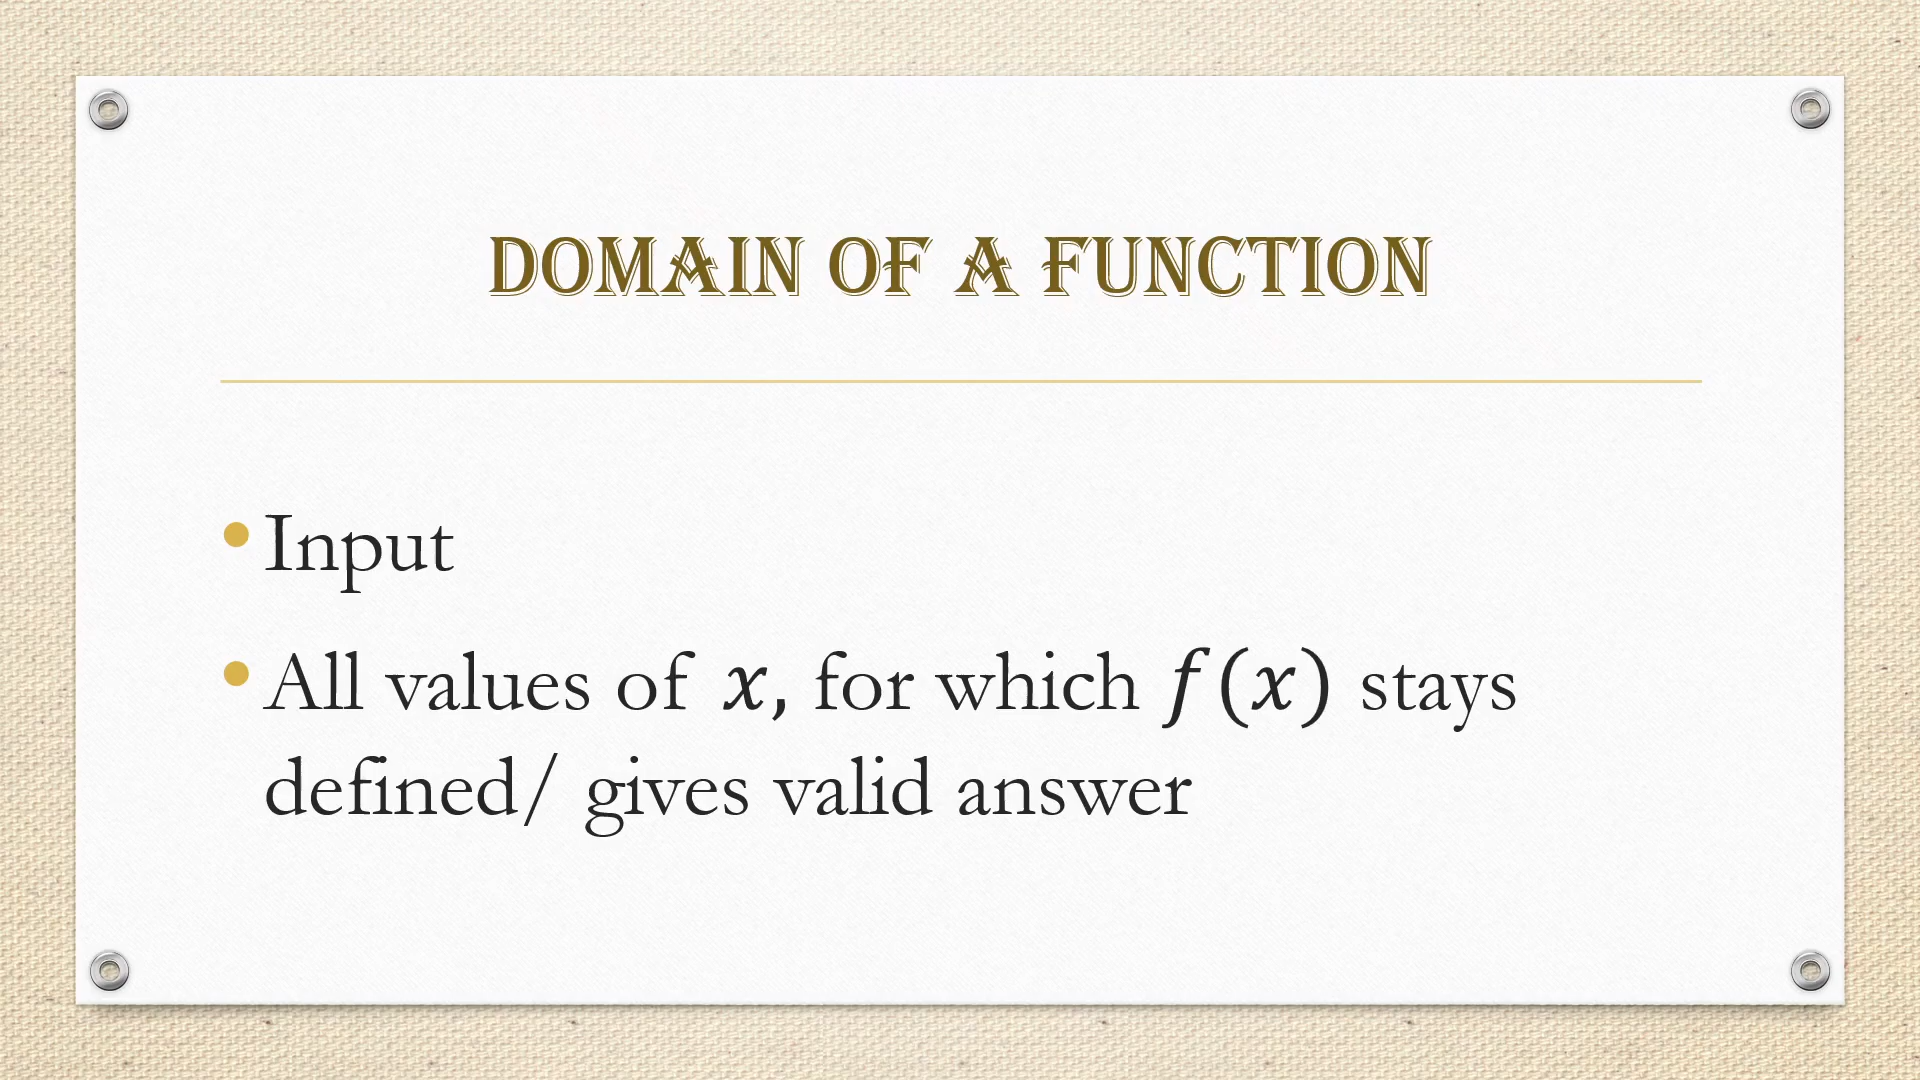 DOMAIN OF A FUNCTION
• Input
• All values of x, for which f(x) stays
defined/ gives valid answer